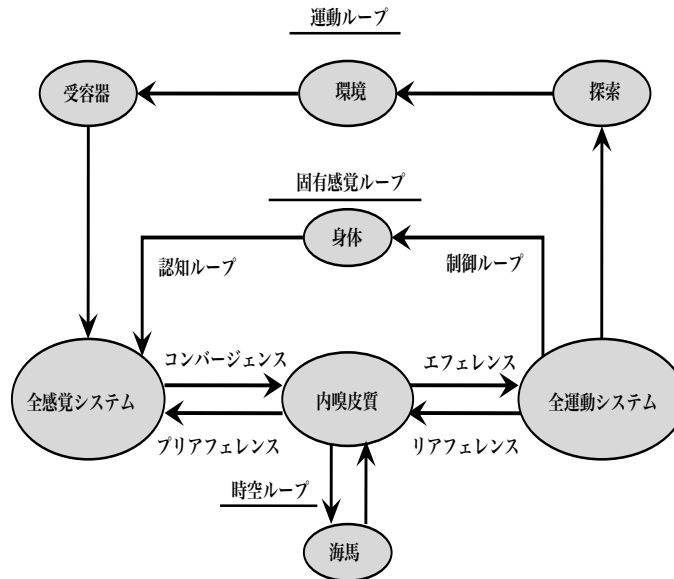 運動ループ
受容器
環境
探索
固有感覚ループ
身体
認知ループ
制御ループ
コンバージェンス
エフェレンス
全感覚システム
内嗅皮質
全運動システム
プリアフェレンス
リアフェレンス
時空ループ
海馬